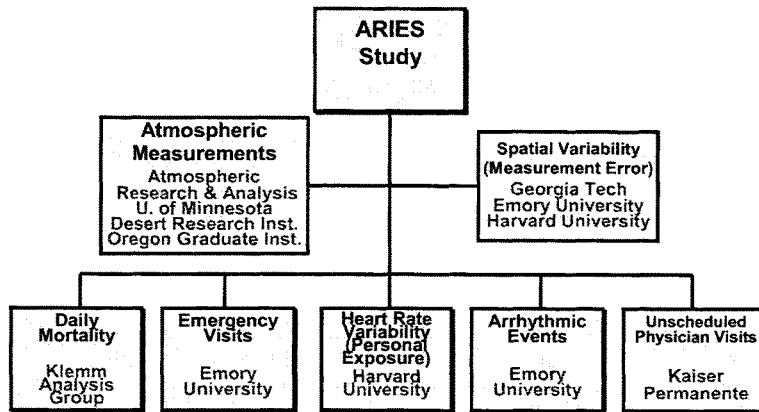 ARIES
Study
Atmospheric
Measurements
Atmospheric
Research & Analysis
U. of Minnesota
Desert Research Inst.
Oregon Graduate Inst.
Spatial Variability
(Measurement Error)
Georgia Tech
Emory University
Harvard University
Daily
Mortality
Klemm
Analysis
Group
Emergency
Visits
Emory
University
Heart Rate
Variability
(Personal
Exposure)
Harvard
University
Arrhythmic
Events
Emory
University
Unscheduled
Physician Visits
Kaiser
Permanente